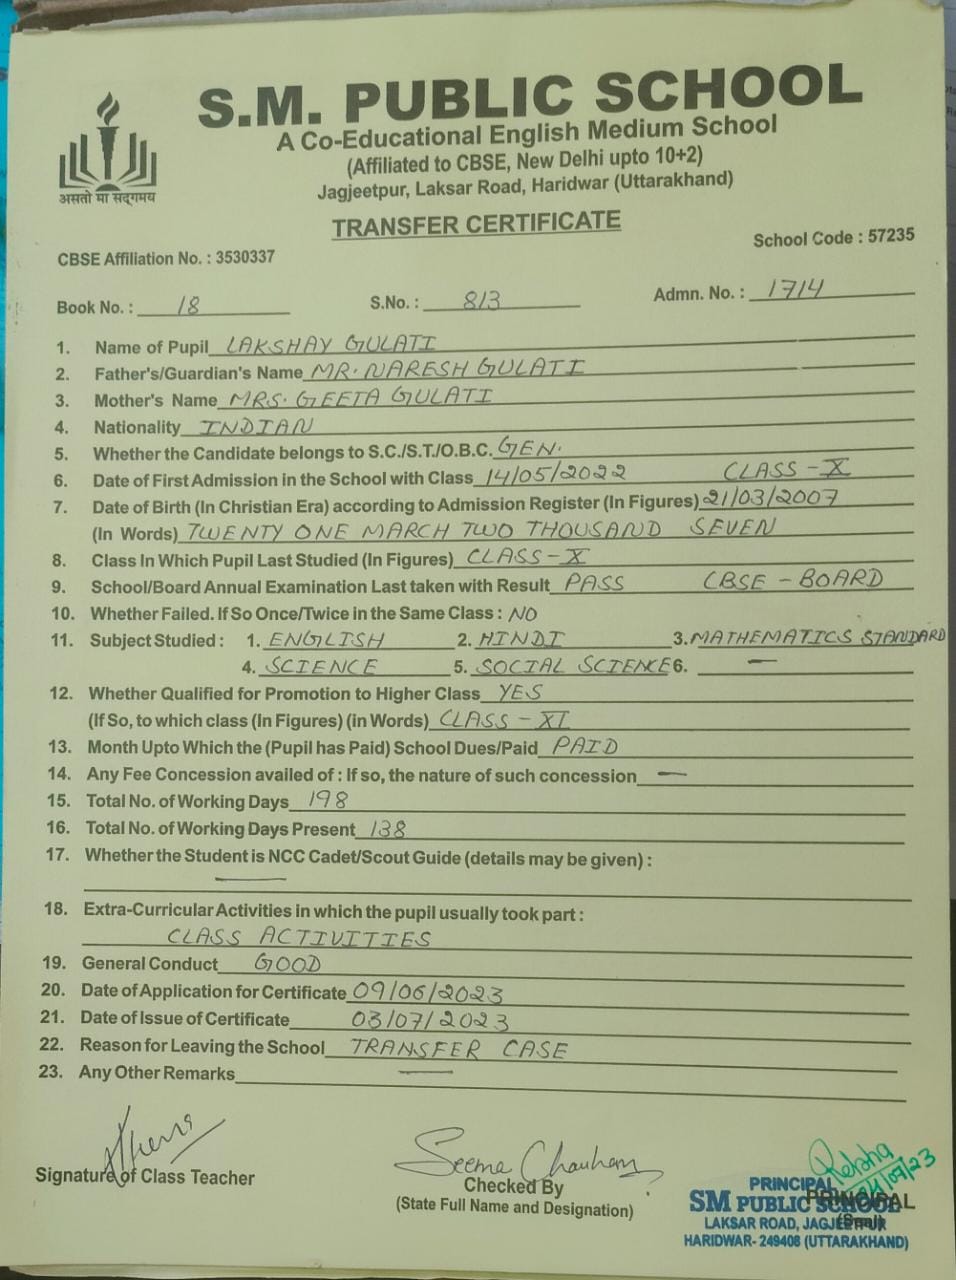 S.M. PUBLIC SCHOOL
A Co-Educational English Medium School
(Affiliated to CBSE, New Delhi upto 10+2)
Jagjeetpur, Laksar Road, Haridwar (Uttarakhand)
असतो मा सद्गमय
TRANSFER CERTIFICATE
CBSE Affiliation No. : 3530337 School Code : 57235
Book No. : 18 S.No. : 813 Admn. No. : 1714
1. Name of Pupil LAKSHAY GULATI
2. Father's/Guardian's Name MR. NARESH GULATI
3. Mother's Name MRS. GEETA GULATI
4. Nationality INDIAN
5. Whether the Candidate belongs to S.C./S.T./O.B.C. GEN.
6. Date of First Admission in the School with Class 14/05/2022 CLASS-X
7. Date of Birth (In Christian Era) according to Admission Register (In Figures) 21/03/2007
(In Words) TWENTY ONE MARCH TWO THOUSAND SEVEN
8. Class In Which Pupil Last Studied (In Figures) CLASS-X
9. School/Board Annual Examination Last taken with Result PASS CBSE - BOARD
10. Whether Failed. If So Once/Twice in the Same Class : NO
11. Subject Studied : 1. ENGLISH 2. HINDI 3. MATHEMATICS STANDARD
4. SCIENCE 5. SOCIAL SCIENCE 6. —
12. Whether Qualified for Promotion to Higher Class YES
(If So, to which class (In Figures) (in Words) CLASS - XI
13. Month Upto Which the (Pupil has Paid) School Dues/Paid PAID
14. Any Fee Concession availed of : If so, the nature of such concession —
15. Total No. of Working Days 198
16. Total No. of Working Days Present 138
17. Whether the Student is NCC Cadet/Scout Guide (details may be given) :
—
18. Extra-Curricular Activities in which the pupil usually took part :
CLASS ACTIVITIES
19. General Conduct GOOD
20. Date of Application for Certificate 09/06/2023
21. Date of Issue of Certificate 03/07/2023
22. Reason for Leaving the School TRANSFER CASE
23. Any Other Remarks —
Seema Chauhan
Signature of Class Teacher
Checked By
(State Full Name and Designation)
PRINCIPAL
PRINCIPAL
(Seal)
SM PUBLIC SCHOOL
LAKSAR ROAD, JAGJEETPUR
HARIDWAR- 249408 (UTTARAKHAND)